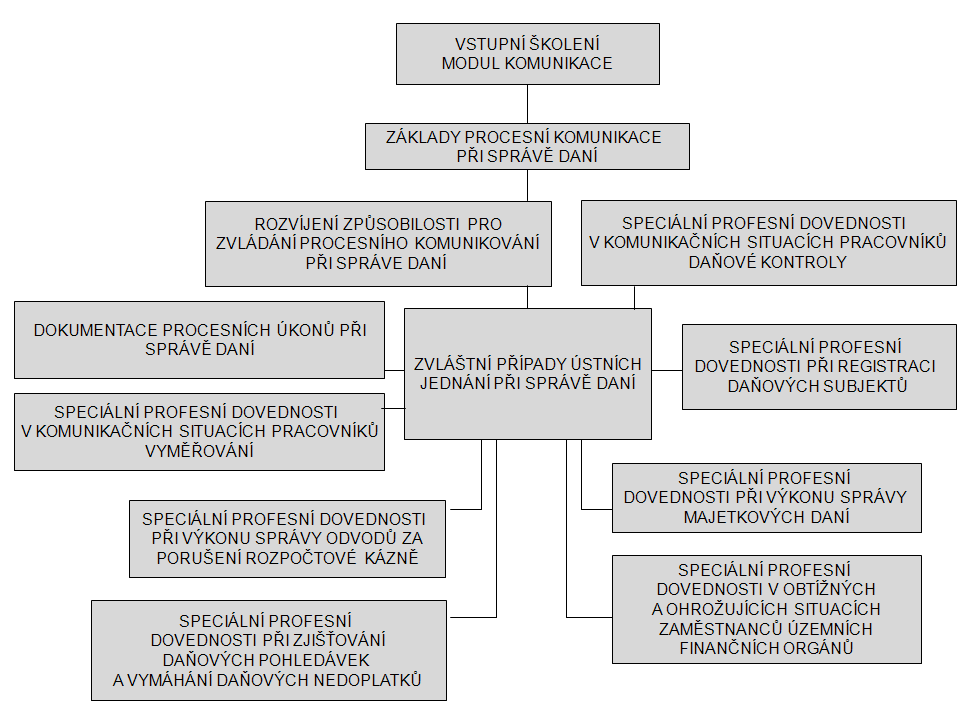 VSTUPNÍ ŠKOLENÍ
MODUL KOMUNIKACE
ZÁKLADY PROCESNÍ KOMUNIKACE
PŘI SPRÁVĚ DANÍ
ROZVÍJENÍ ZPŮSOBILOSTI PRO
ZVLÁDÁNÍ PROCESNÍHO KOMUNIKOVÁNÍ
PŘI SPRÁVE DANÍ
SPECIÁLNÍ PROFESNÍ DOVEDNOSTI
V KOMUNIKAČNÍCH SITUACÍCH PRACOVNÍKŮ
DAŇOVÉ KONTROLY
DOKUMENTACE PROCESNÍCH ÚKONŮ PŘI
SPRÁVĚ DANÍ
ZVLÁŠTNÍ PŘÍPADY ÚSTNÍCH
JEDNÁNÍ PŘI SPRÁVĚ DANÍ
SPECIÁLNÍ PROFESNÍ
DOVEDNOSTI PŘI REGISTRACI
DAŇOVÝCH SUBJEKTŮ
SPECIÁLNÍ PROFESNÍ DOVEDNOSTI
V KOMUNIKAČNÍCH SITUACÍCH PRACOVNÍKŮ
VYMĚŘOVÁNÍ
SPECIÁLNÍ PROFESNÍ
DOVEDNOSTI PŘI VÝKONU SPRÁVY
MAJETKOVÝCH DANÍ
SPECIÁLNÍ PROFESNÍ DOVEDNOSTI
PŘI VÝKONU SPRÁVY ODVODŮ ZA
PORUŠENÍ ROZPOČTOVÉ KÁZNĚ
SPECIÁLNÍ PROFESNÍ
DOVEDNOSTI V OBTÍŽNÝCH
A OHROŽUJÍCÍCH SITUACÍCH
ZAMĚSTNANCŮ ÚZEMNÍCH
FINANČNÍCH ORGÁNŮ
SPECIÁLNÍ PROFESNÍ
DOVEDNOSTI PŘI ZJIŠŤOVÁNÍ
DAŇOVÝCH POHLEDÁVEK
A VYMÁHÁNÍ DAŇOVÝCH NEDOPLATKŮ